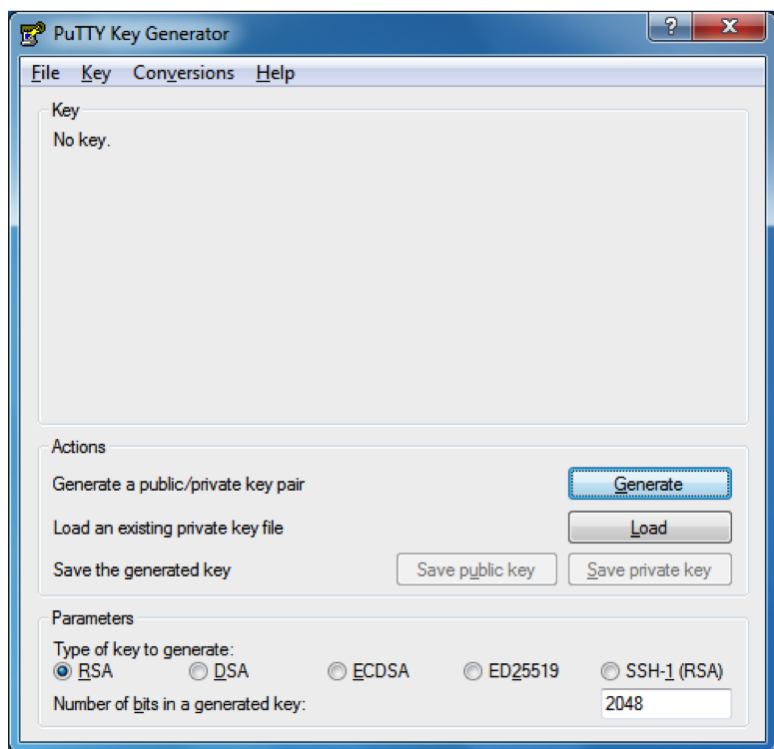 PuTTY Key Generator
File Key Conversions Help
Key
No key.
Actions
Generate a public/private key pair Generate
Load an existing private key file Load
Save the generated key Save public key Save private key
Parameters
Type of key to generate:
RSA DSA ECDSA ED25519 SSH-1 (RSA)
Number of bits in a generated key: 2048